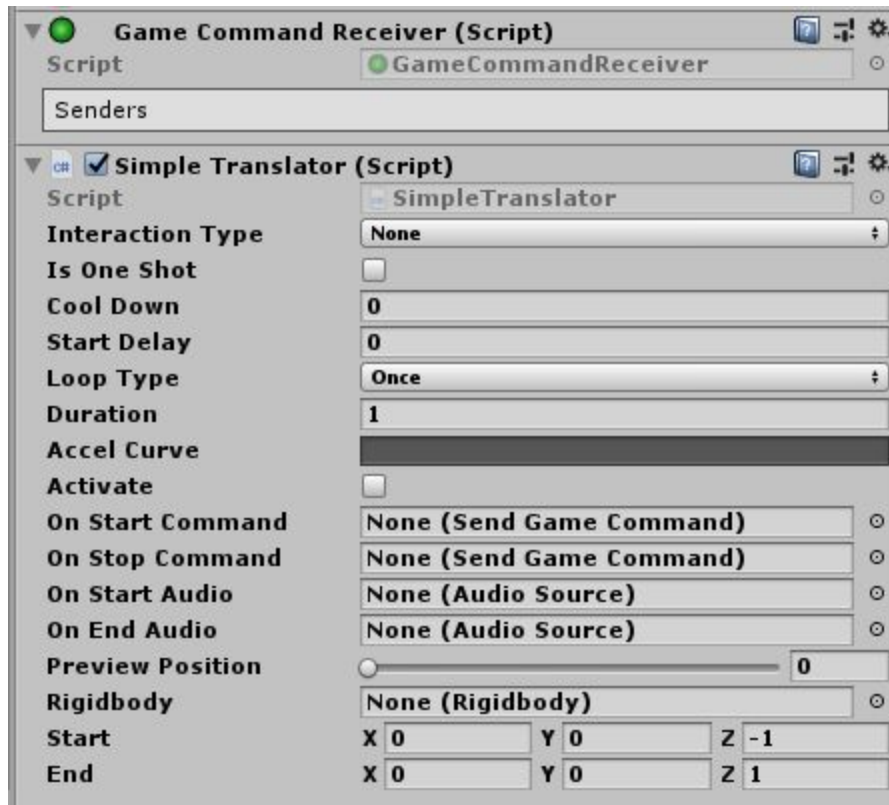 Game Command Receiver (Script)
Script GameCommandReceiver
Senders
c# Simple Translator (Script)
Script SimpleTranslator
Interaction Type None
Is One Shot
Cool Down 0
Start Delay 0
Loop Type Once
Duration 1
Accel Curve
Activate
On Start Command None (Send Game Command)
On Stop Command None (Send Game Command)
On Start Audio None (Audio Source)
On End Audio None (Audio Source)
Preview Position 0
Rigidbody None (Rigidbody)
Start X 0 Y 0 Z -1
End X 0 Y 0 Z 1